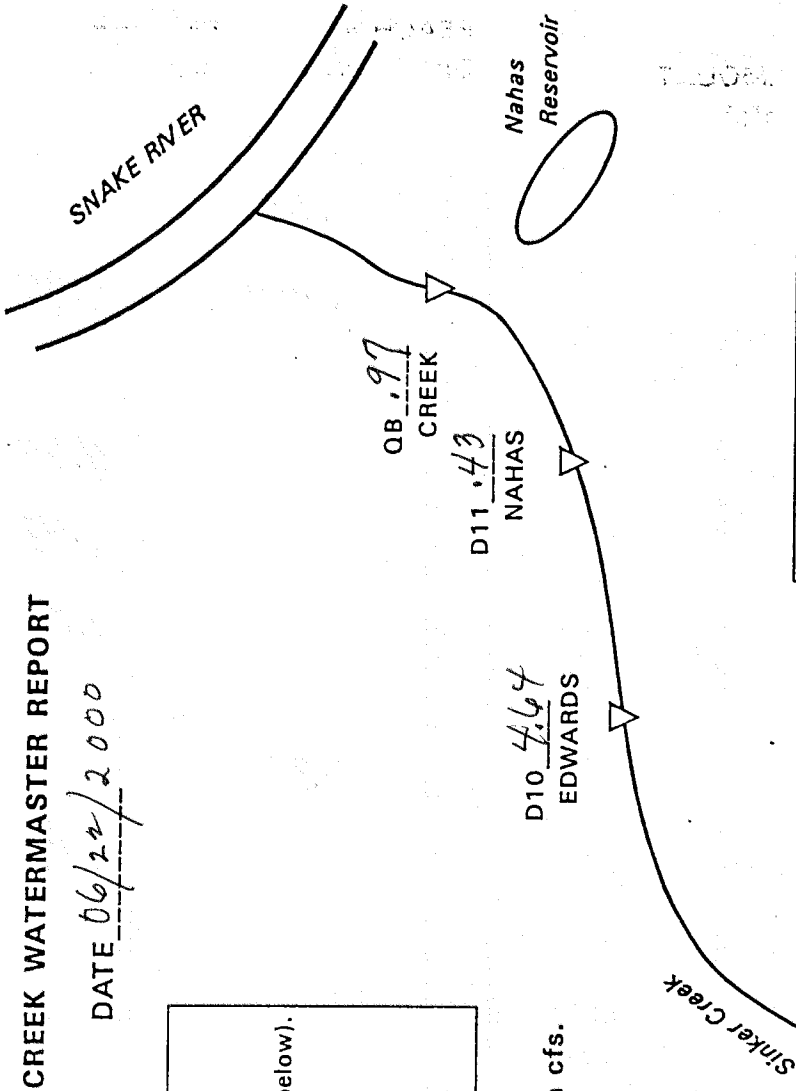 CREEK WATERMASTER REPORT
DATE 06/22/2000
SNAKE RIVER
Nahas
Reservoir
QB .97
CREEK
D11 .43
NAHAS
D10 4.64
EDWARDS
elow).
cfs.
Sinker Creek